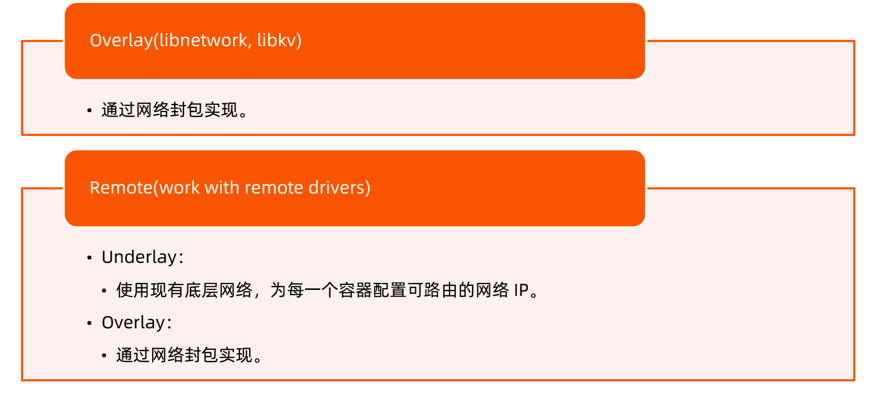 Overlay(libnetwork, libkv)
• 通过网络封包实现。
Remote(work with remote drivers)
• Underlay：
• 使用现有底层网络，为每一个容器配置可路由的网络 IP。
• Overlay：
• 通过网络封包实现。